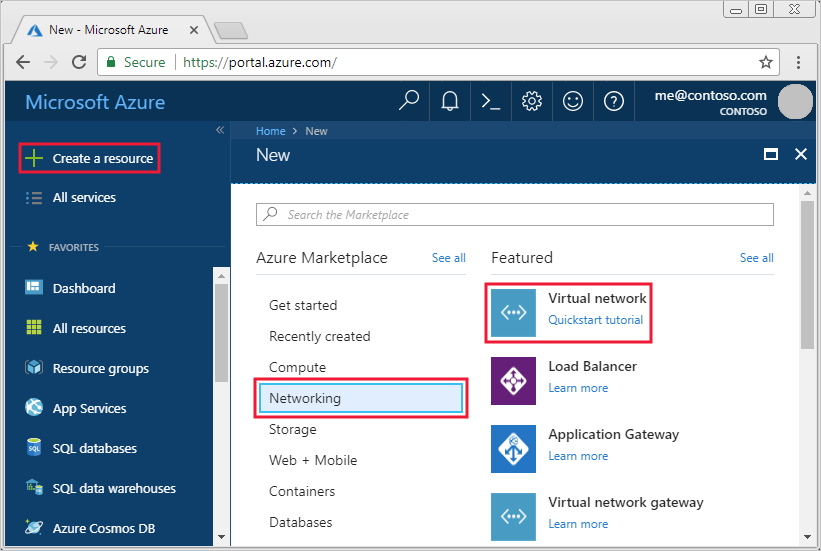 New - Microsoft Azure
Secure
https://portal.azure.com/
Microsoft Azure
me@contoso.com
CONTOSO
Create a resource
All services
FAVORITES
Dashboard
All resources
Resource groups
App Services
SQL databases
SQL
SQL data warehouses
Azure Cosmos DB
Home > New
New
Search the Marketplace
Azure Marketplace
See all
Get started
Recently created
Compute
Networking
Storage
Web + Mobile
Containers
Databases
Featured
See all
Virtual network
Quickstart tutorial
Load Balancer
Learn more
Application Gateway
Learn more
Virtual network gateway
Learn more